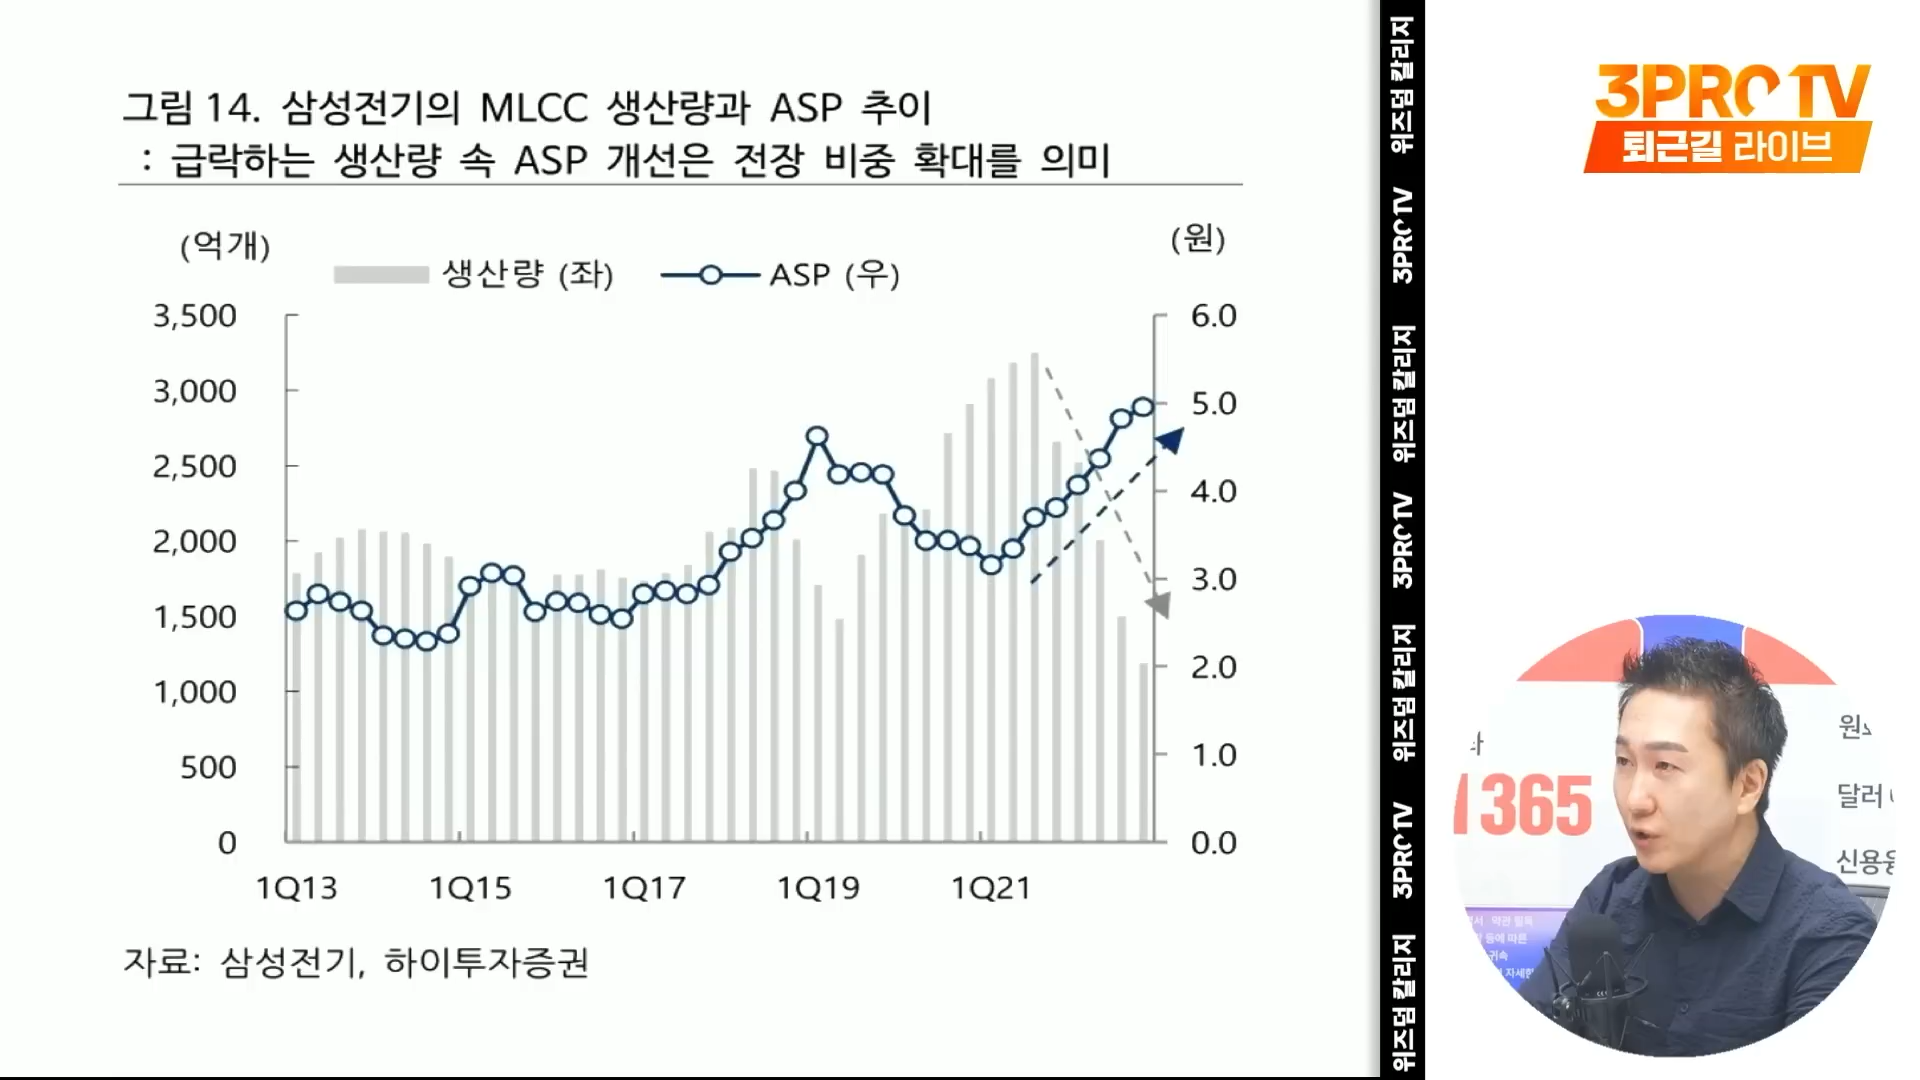 그림 14. 삼성전기의 MLCC 생산량과 ASP 추이
: 급락하는 생산량 속 ASP 개선은 전장 비중 확대를 의미
(억개)
(원)
생산량 (좌)
ASP (우)
3,500
3,000
2,500
2,000
1,500
1,000
500
0
6.0
5.0
4.0
3.0
2.0
1.0
0.0
1Q13
1Q15
1Q17
1Q19
1Q21
자료: 삼성전기, 하이투자증권
위즈덤 칼리지
3PROTV
위즈덤 칼리지
3PROTV
위즈덤 칼리지
3PROTV
위즈덤 칼리지
3PROTV
퇴근길 라이브
365
달러